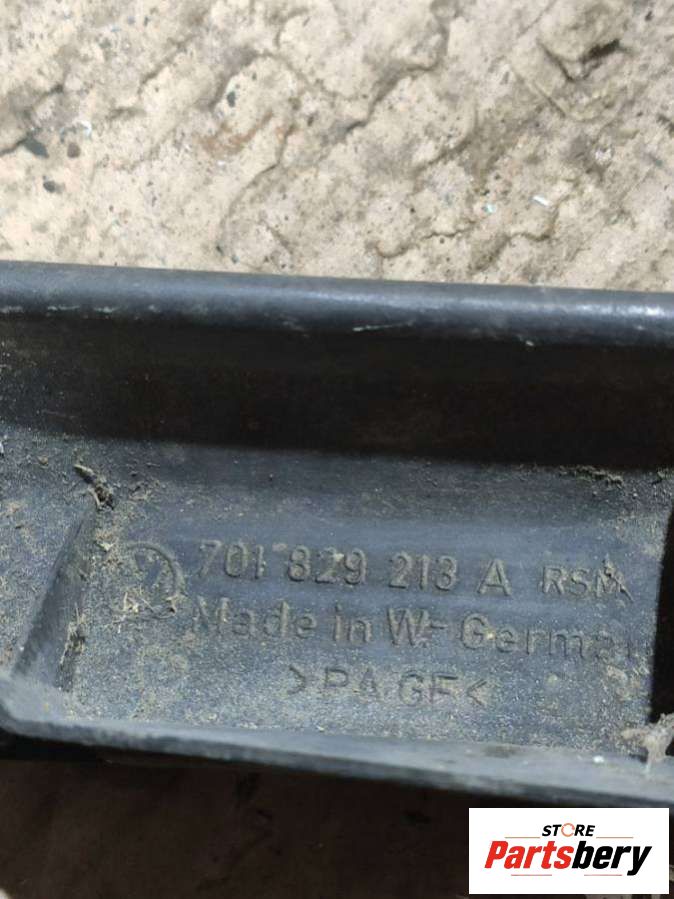 701 829 213 A RSM
Made in W-Germa
>PA GF<
STORE
Partsbery